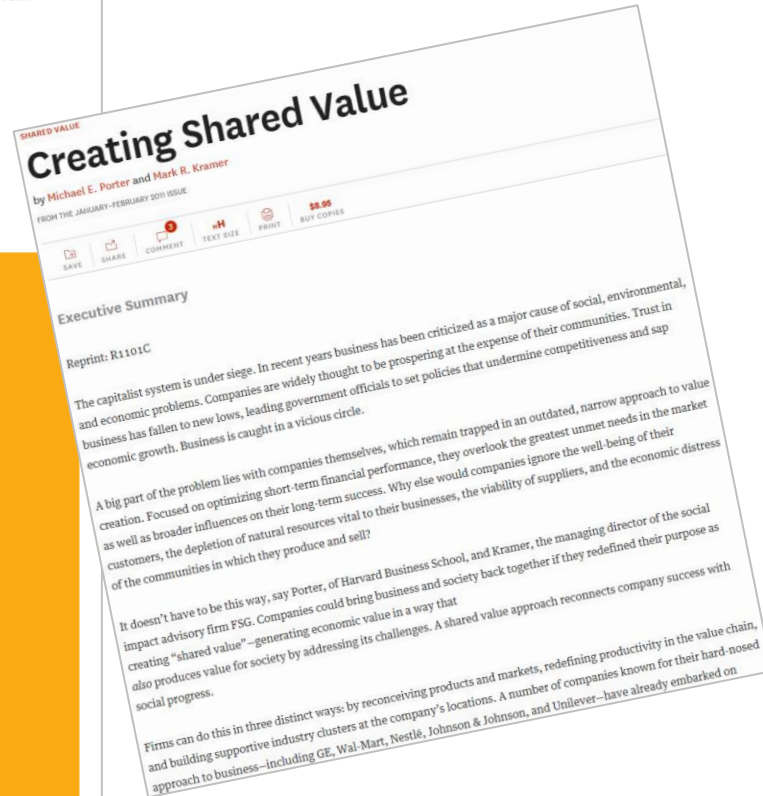 SHARED VALUE
Creating Shared Value
by Michael E. Porter and Mark R. Kramer
FROM THE JANUARY–FEBRUARY 2011 ISSUE
SAVE
SHARE
3
COMMENT
TEXT SIZE
PRINT
$8.95
BUY COPIES
Executive Summary
Reprint: R1101C
The capitalist system is under siege. In recent years business has been criticized as a major cause of social, environmental,
and economic problems. Companies are widely thought to be prospering at the expense of their communities. Trust in
business has fallen to new lows, leading government officials to set policies that undermine competitiveness and sap
economic growth. Business is caught in a vicious circle.
A big part of the problem lies with companies themselves, which remain trapped in an outdated, narrow approach to value
creation. Focused on optimizing short-term financial performance, they overlook the greatest unmet needs in the market
as well as broader influences on their long-term success. Why else would companies ignore the well-being of their
customers, the depletion of natural resources vital to their businesses, the viability of suppliers, and the economic distress
of the communities in which they produce and sell?
It doesn't have to be this way, say Porter, of Harvard Business School, and Kramer, the managing director of the social
impact advisory firm FSG. Companies could bring business and society back together if they redefined their purpose as
creating “shared value”—generating economic value in a way that
also produces value for society by addressing its challenges. A shared value approach reconnects company success with
social progress.
Firms can do this in three distinct ways: by reconceiving products and markets, redefining productivity in the value chain,
and building supportive industry clusters at the company's locations. A number of companies known for their hard-nosed
approach to business—including GE, Wal-Mart, Nestlé, Johnson & Johnson, and Unilever—have already embarked on